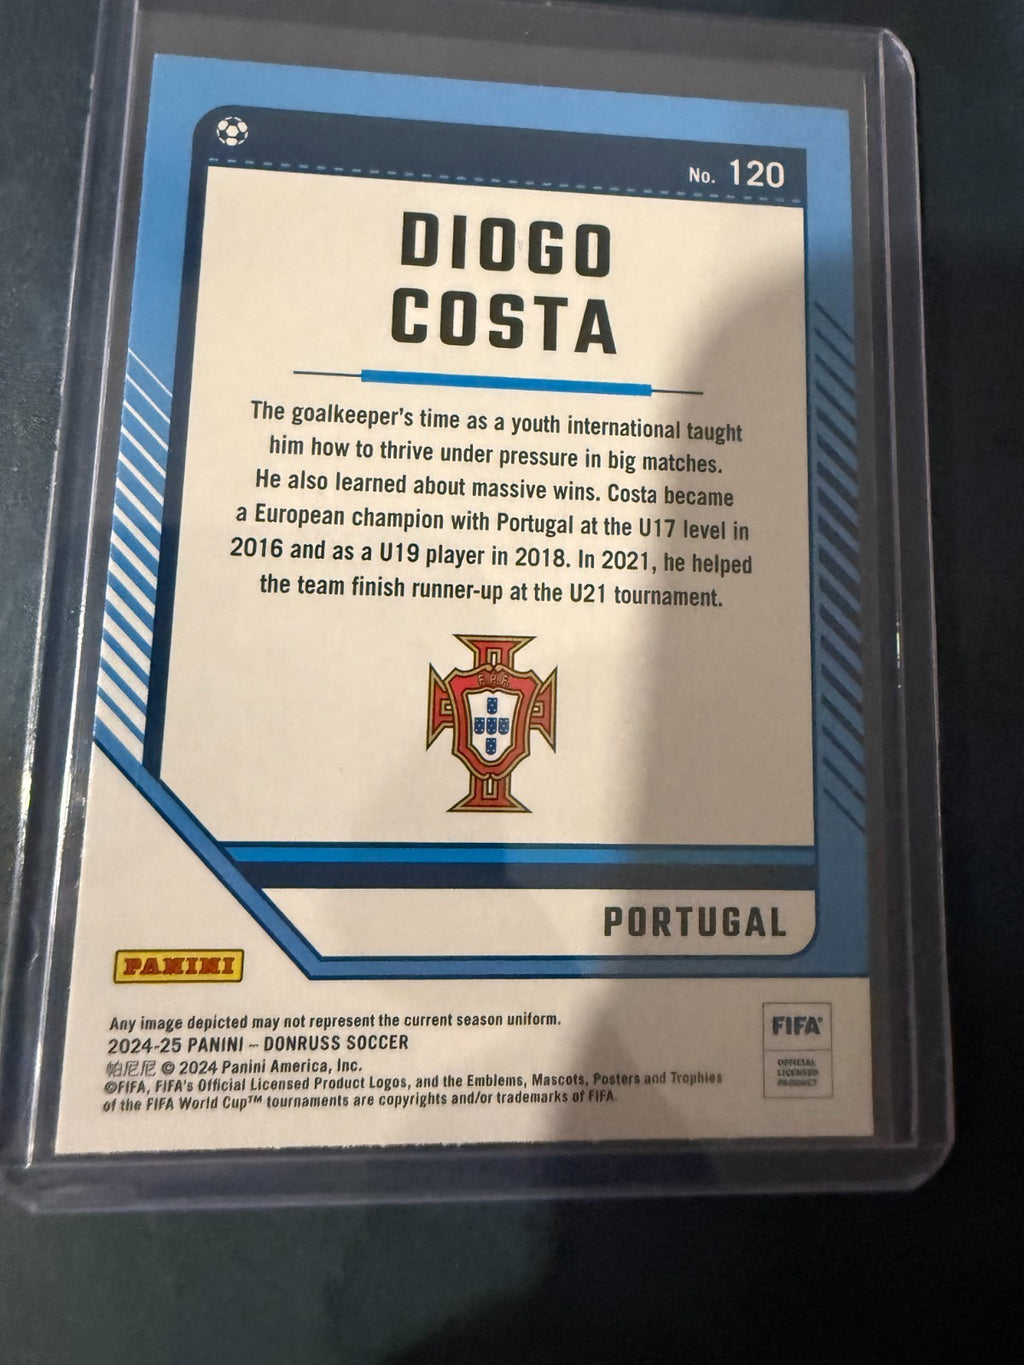 No. 120
DIOGO
COSTA
The goalkeeper's time as a youth international taught
him how to thrive under pressure in big matches.
He also learned about massive wins. Costa became
a European champion with Portugal at the U17 level in
2016 and as a U19 player in 2018. In 2021, he helped
the team finish runner-up at the U21 tournament.
F.P.F.
PORTUGAL
PANINI
Any image depicted may not represent the current season uniform.
2024-25 PANINI – DONRUSS SOCCER
帕尼尼 © 2024 Panini America, Inc.
©FIFA, FIFA's Official Licensed Product Logos, and the Emblems, Mascots, Posters and Trophies
of the FIFA World Cup™ tournaments are copyrights and/or trademarks of FIFA.
FIFA®
OFFICIAL
LICENSED
PRODUCT